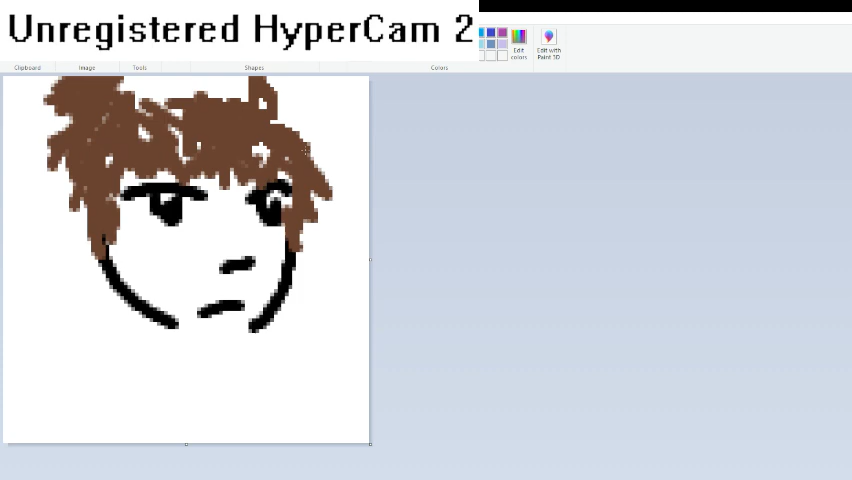 Unregistered HyperCam 2
Edit colors
Edit with Paint 3D
Clipboard
Image
Tools
Shapes
Colors